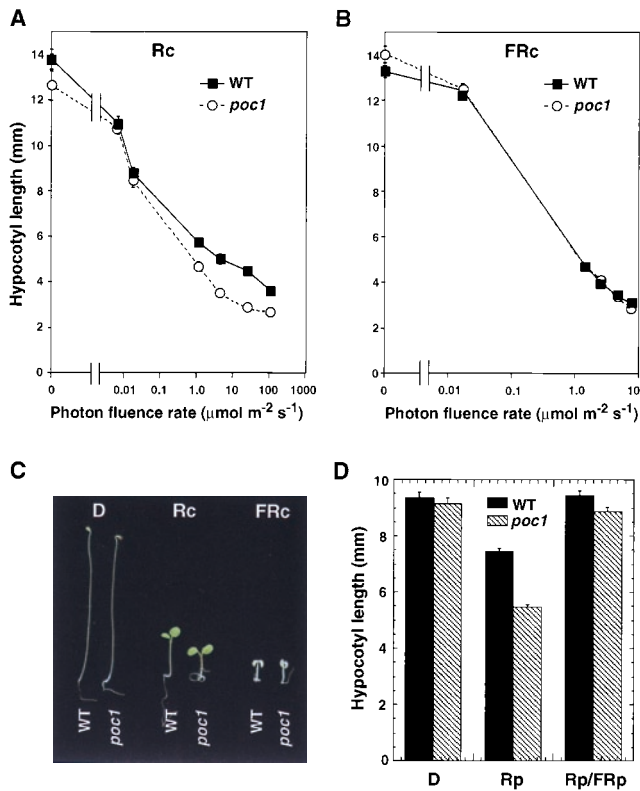 A
Rc
WT
poc1
14
12
10
8
6
4
2
0
Hypocotyl length (mm)
0 0.01 0.1 1.0 10 100 1000
Photon fluence rate (μmol m⁻² s⁻¹)
B
FRc
WT
poc1
14
12
10
8
6
4
2
0
0 0.01 0.1 1.0 10
Photon fluence rate (μmol m⁻² s⁻¹)
C
D Rc FRc
WT poc1 WT poc1 WT poc1
D
WT
poc1
10
8
6
4
2
0
Hypocotyl length (mm)
D Rp Rp/FRp